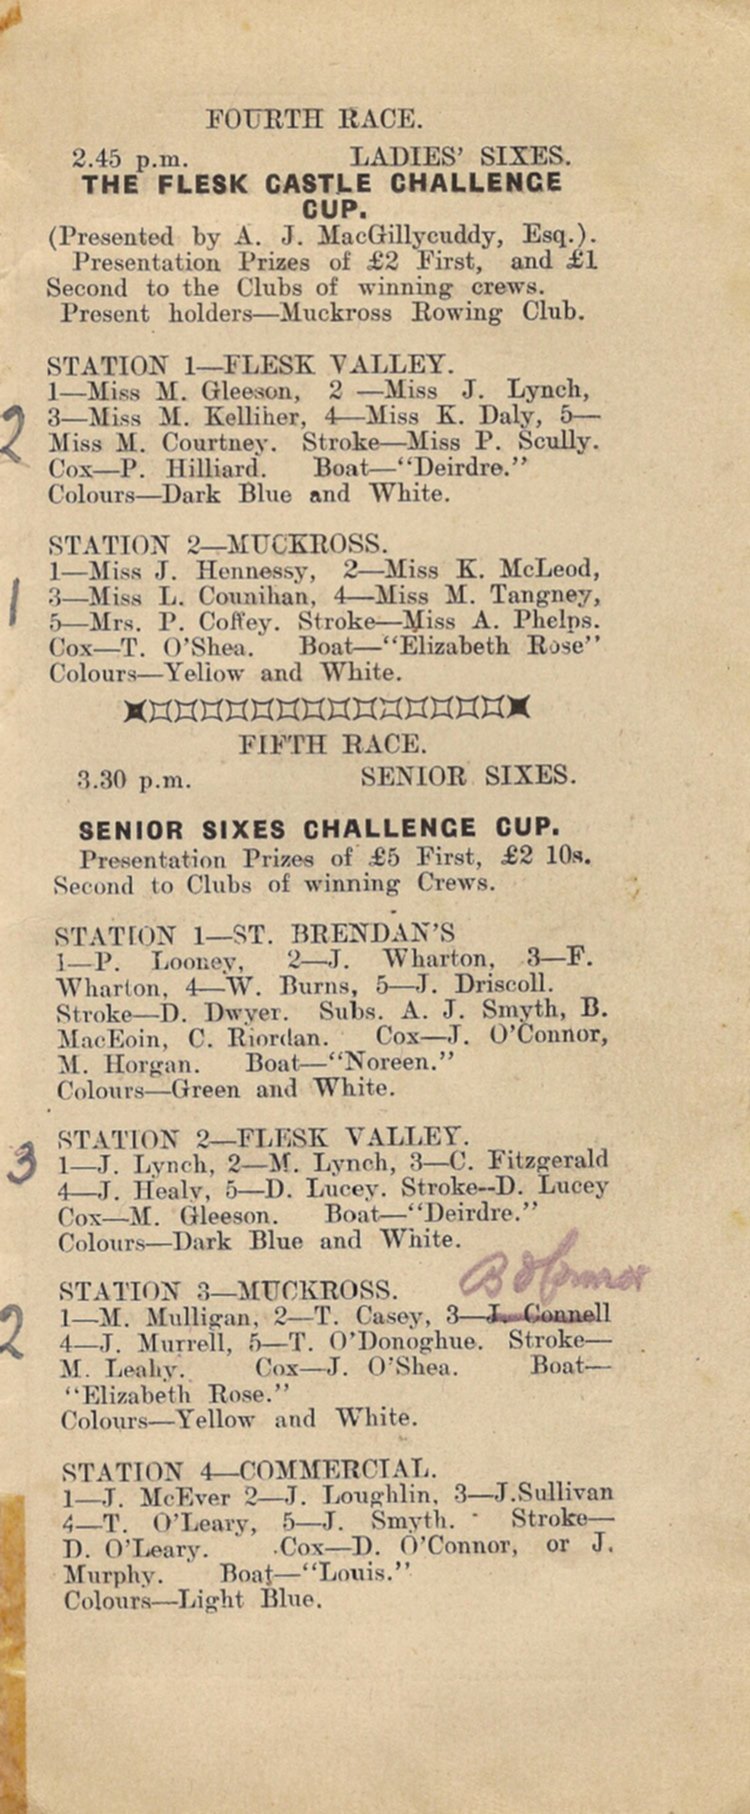 FOURTH RACE.
2.45 p.m. LADIES' SIXES.
THE FLESK CASTLE CHALLENGE
CUP.
(Presented by A. J. MacGillycuddy, Esq.).
Presentation Prizes of £2 First, and £1
Second to the Clubs of winning crews.
Present holders—Muckross Rowing Club.
STATION 1—FLESK VALLEY.
1—Miss M. Gleeson, 2 —Miss J. Lynch,
2 3—Miss M. Kelliher, 4—Miss K. Daly, 5—
Miss M. Courtney. Stroke—Miss P. Scully.
Cox—P. Hilliard. Boat—"Deirdre."
Colours—Dark Blue and White.
STATION 2—MUCKROSS.
1—Miss J. Hennessy, 2—Miss K. McLeod,
1 3—Miss L. Counihan, 4—Miss M. Tangney,
5—Mrs. P. Coffey. Stroke—Miss A. Phelps.
Cox—T. O'Shea. Boat—"Elizabeth Rose"
Colours—Yellow and White.
FIFTH RACE.
3.30 p.m. SENIOR SIXES.
SENIOR SIXES CHALLENGE CUP.
Presentation Prizes of £5 First, £2 10s.
Second to Clubs of winning Crews.
STATION 1—ST. BRENDAN'S
1—P. Looney, 2—J. Wharton, 3—F.
Wharton, 4—W. Burns, 5—J. Driscoll.
Stroke—D. Dwyer. Subs. A. J. Smyth, B.
MacEoin, C. Riordan. Cox—J. O'Connor,
M. Horgan. Boat—"Noreen."
Colours—Green and White.
STATION 2—FLESK VALLEY.
3 1—J. Lynch, 2—M. Lynch, 3—C. Fitzgerald
4—J. Healy, 5—D. Lucey. Stroke--D. Lucey
Cox—M. Gleeson. Boat—"Deirdre."
Colours—Dark Blue and White.
B O'Connor
STATION 3—MUCKROSS.
1—M. Mulligan, 2—T. Casey, 3—J. Connell
2 4—J. Murrell, 5—T. O'Donoghue. Stroke—
M. Leahy. Cox—J. O'Shea. Boat—
"Elizabeth Rose."
Colours—Yellow and White.
STATION 4—COMMERCIAL.
1—J. McEver 2—J. Loughlin, 3—J.Sullivan
4—T. O'Leary, 5—J. Smyth. Stroke—
D. O'Leary. Cox—D. O'Connor, or J.
Murphy. Boat—"Louis."
Colours—Light Blue.